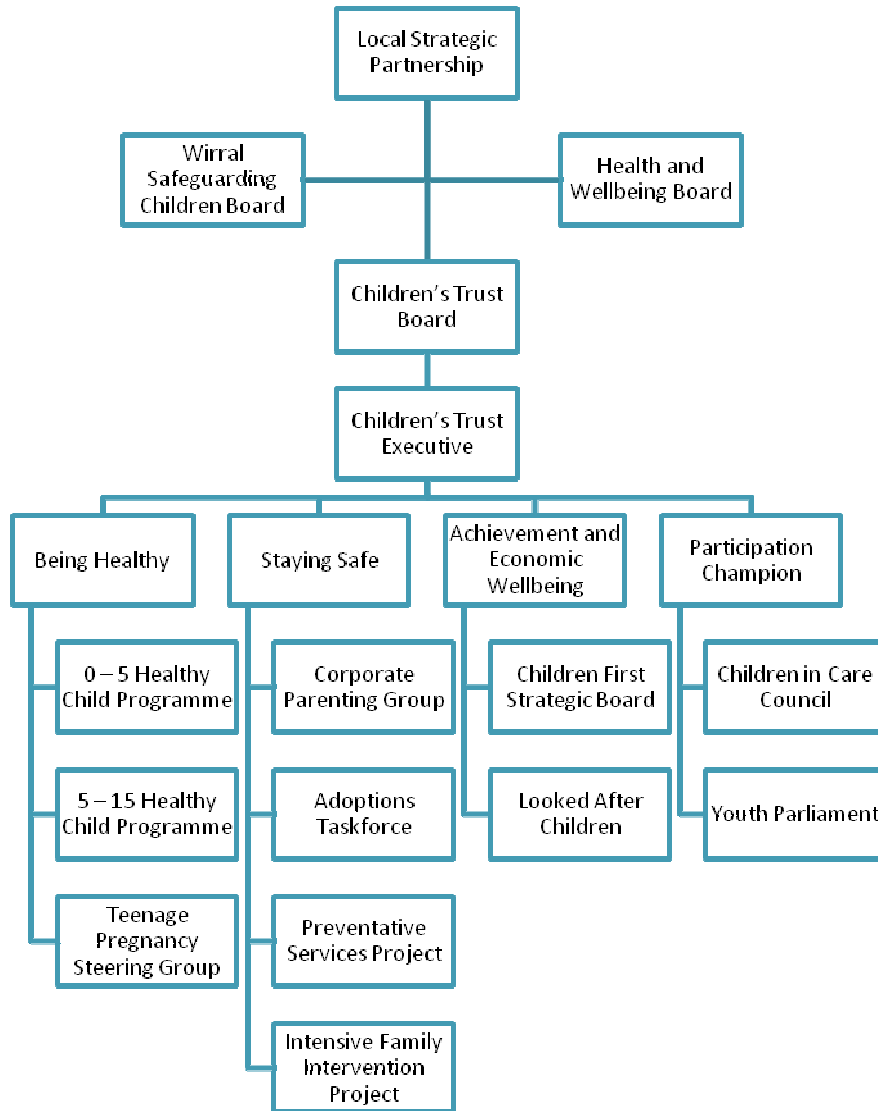 Local Strategic
Partnership
Wirral
Safeguarding
Children Board
Health and
Wellbeing Board
Children's Trust
Board
Children's Trust
Executive
Being Healthy
Staying Safe
Achievement and
Economic
Wellbeing
Participation
Champion
0 – 5 Healthy
Child Programme
Corporate
Parenting Group
Children First
Strategic Board
Children in Care
Council
5 – 15 Healthy
Child Programme
Adoptions
Taskforce
Looked After
Children
Youth Parliament
Teenage
Pregnancy
Steering Group
Preventative
Services Project
Intensive Family
Intervention
Project